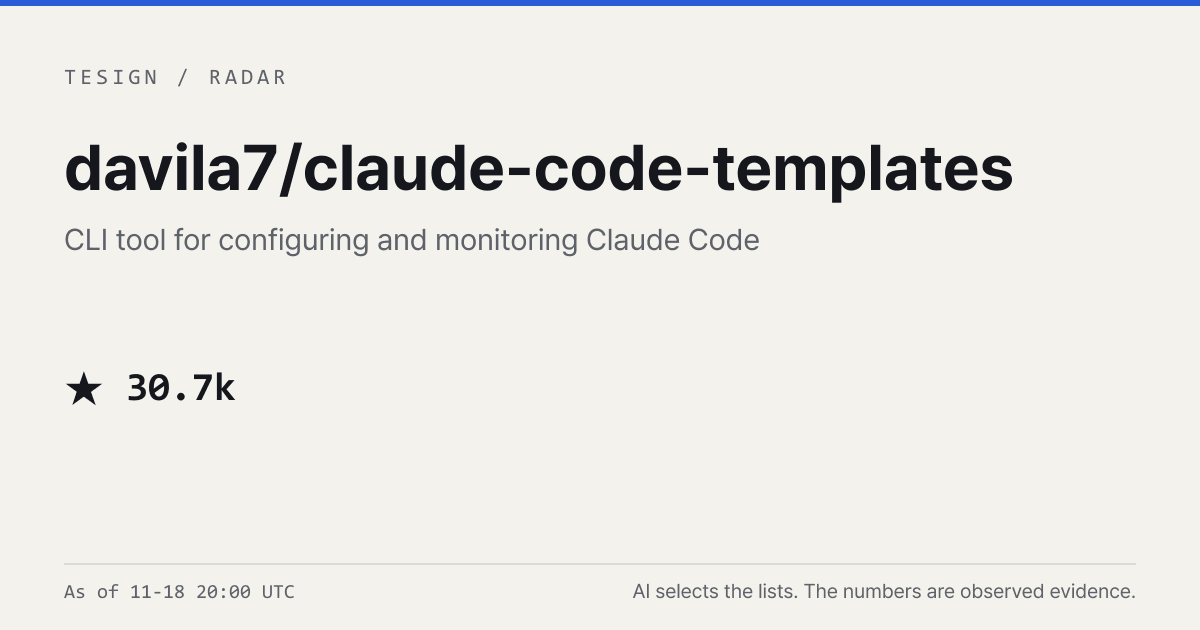 TESIGN / RADAR
davila7/claude-code-templates
CLI tool for configuring and monitoring Claude Code
★ 30.7k
As of 11-18 20:00 UTC
AI selects the lists. The numbers are observed evidence.